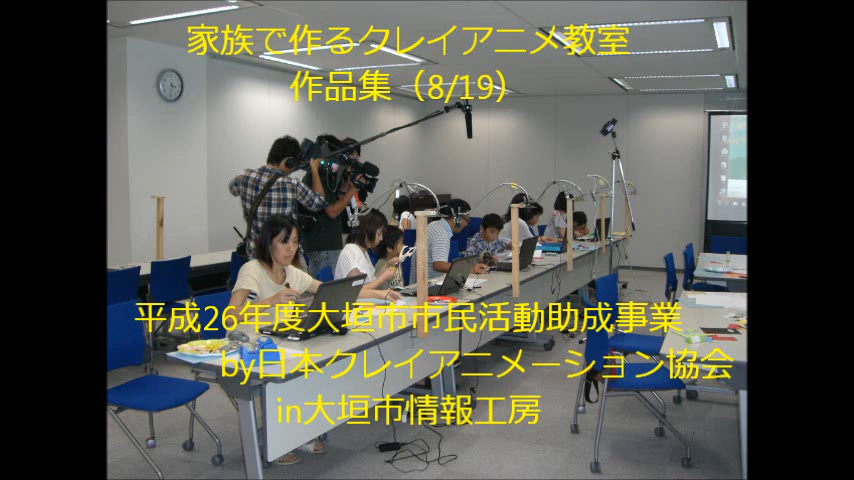 家族で作るクレイアニメ教室
作品集（8/19）
平成26年度大垣市市民活動助成事業
by日本クレイアニメーション協会
in大垣市情報工房